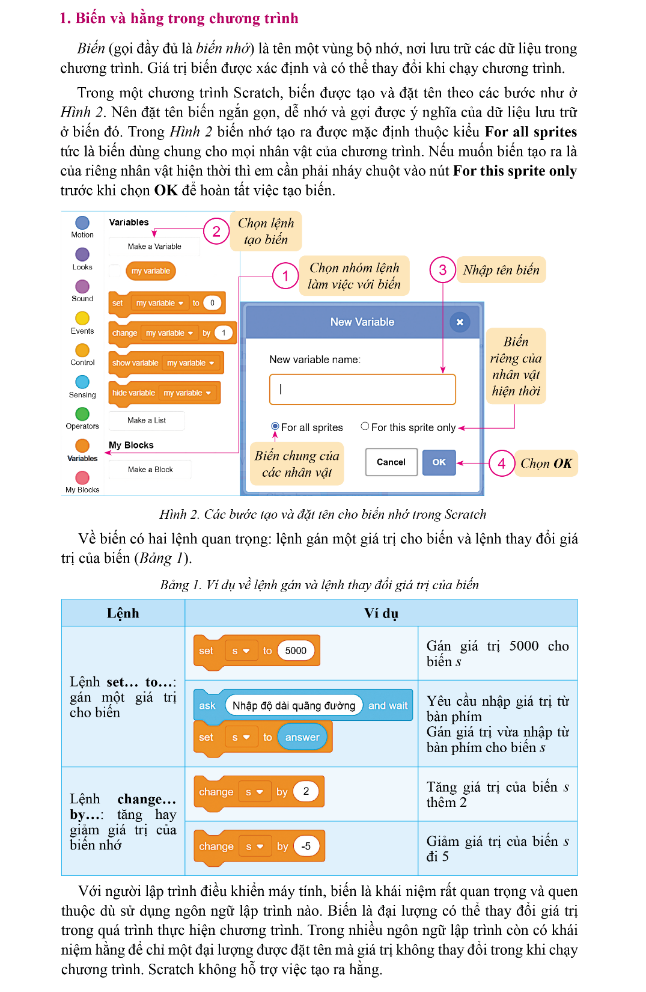 1. Biến và hằng trong chương trình
Biến (gọi đầy đủ là biến nhớ) là tên một vùng bộ nhớ, nơi lưu trữ các dữ liệu trong
chương trình. Giá trị biến được xác định và có thể thay đổi khi chạy chương trình.
Trong một chương trình Scratch, biến được tạo và đặt tên theo các bước như ở
Hình 2. Nên đặt tên biến ngắn gọn, dễ nhớ và gợi được ý nghĩa của dữ liệu lưu trữ
ở biến đó. Trong Hình 2 biến nhớ tạo ra được mặc định thuộc kiểu For all sprites
tức là biến dùng chung cho mọi nhân vật của chương trình. Nếu muốn biến tạo ra là
của riêng nhân vật hiện thời thì em cần phải nháy chuột vào nút For this sprite only
trước khi chọn OK để hoàn tất việc tạo biến.
Motion
Looks
Sound
Events
Control
Sensing
Operators
Variables
My Blocks
Variables
Make a Variable
my variable
set my variable to 0
change my variable by 1
show variable my variable
hide variable my variable
Make a List
My Blocks
Make a Block
2 Chọn lệnh
tạo biến
1 Chọn nhóm lệnh
làm việc với biến
3 Nhập tên biến
New Variable
New variable name:
For all sprites For this sprite only
Cancel OK
Biến
riêng của
nhân vật
hiện thời
Biến chung của
các nhân vật
4 Chọn OK
Hình 2. Các bước tạo và đặt tên cho biến nhớ trong Scratch
Về biến có hai lệnh quan trọng: lệnh gán một giá trị cho biến và lệnh thay đổi giá
trị của biến (Bảng 1).
Bảng 1. Ví dụ về lệnh gán và lệnh thay đổi giá trị của biến
Lệnh Ví dụ
Lệnh set... to...:
gán một giá trị
cho biến
set s to 5000
Gán giá trị 5000 cho
biến s
ask Nhập độ dài quãng đường and wait
set s to answer
Yêu cầu nhập giá trị từ
bàn phím
Gán giá trị vừa nhập từ
bàn phím cho biến s
Lệnh change...
by...: tăng hay
giảm giá trị của
biến nhớ
change s by 2
Tăng giá trị của biến s
thêm 2
change s by -5
Giảm giá trị của biến s
đi 5
Với người lập trình điều khiển máy tính, biến là khái niệm rất quan trọng và quen
thuộc dù sử dụng ngôn ngữ lập trình nào. Biến là đại lượng có thể thay đổi giá trị
trong quá trình thực hiện chương trình. Trong nhiều ngôn ngữ lập trình còn có khái
niệm hằng để chỉ một đại lượng được đặt tên mà giá trị không thay đổi trong khi chạy
chương trình. Scratch không hỗ trợ việc tạo ra hằng.